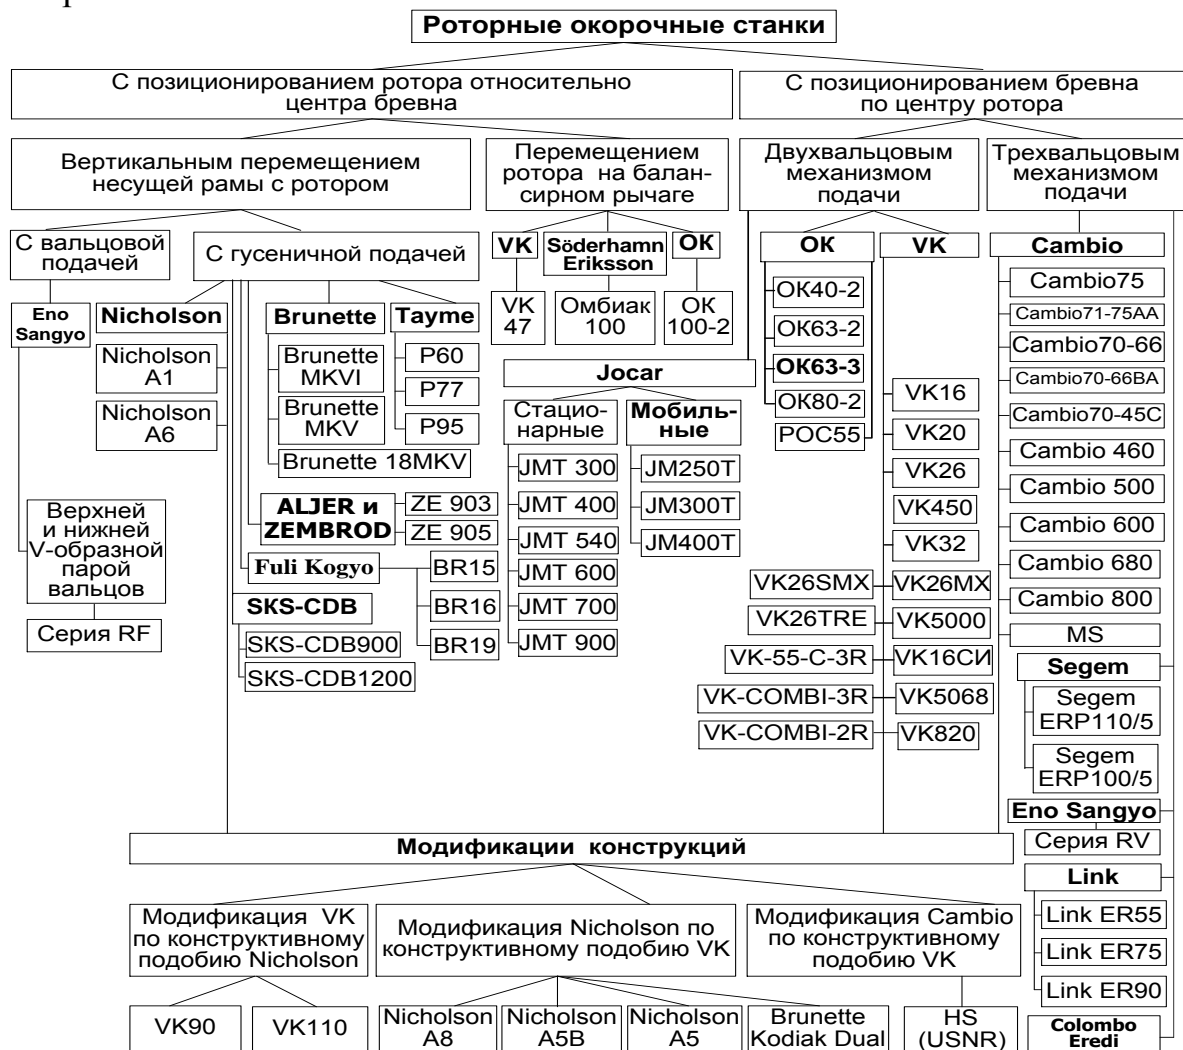 Роторные окорочные станки
С позиционированием ротора относительно
центра бревна
С позиционированием бревна
по центру ротора
Вертикальным перемещением
несущей рамы с ротором
Перемещением
ротора на балан-
сирном рычаге
Двухвальцовым
механизмом
подачи
Трехвальцовым
механизмом
подачи
С вальцовой
подачей
С гусеничной подачей
Eno
Sangyo
Верхней
и нижней
V-образной
парой
вальцов
Серия RF
Nicholson
Nicholson
A1
Nicholson
A6
Brunette
Brunette
MKVI
Brunette
MKV
Brunette 18MKV
Tayme
P60
P77
P95
ALJER и
ZEMBROD
ZE 903
ZE 905
Fuli Kogyo
BR15
BR16
BR19
SKS-CDB
SKS-CDB900
SKS-CDB1200
VK
VK
47
Söderhamn
Eriksson
Омбиак
100
ОК
ОК
100-2
Jocar
Стацио-
нарные
JMT 300
JMT 400
JMT 540
JMT 600
JMT 700
JMT 900
Мобиль-
ные
JM250T
JM300T
JM400T
ОК
ОК40-2
ОК63-2
ОК63-3
ОК80-2
РОС55
VK
VK16
VK20
VK26
VK450
VK32
VK26SMX
VK26MX
VK26TRE
VK5000
VK-55-C-3R
VK16СИ
VK-COMBI-3R
VK5068
VK-COMBI-2R
VK820
Cambio
Cambio75
Cambio71-75AA
Cambio70-66
Cambio70-66BA
Cambio70-45C
Cambio 460
Cambio 500
Cambio 600
Cambio 680
Cambio 800
MS
Segem
Segem
ERP110/5
Segem
ERP100/5
Eno Sangyo
Серия RV
Link
Link ER55
Link ER75
Link ER90
Colombo
Eredi
Модификации конструкций
Модификация VK
по конструктивному
подобию Nicholson
VK90
VK110
Модификация Nicholson по
конструктивному подобию VK
Nicholson
A8
Nicholson
A5B
Nicholson
A5
Brunette
Kodiak Dual
Модификация Cambio
по конструктивному
подобию VK
HS
(USNR)